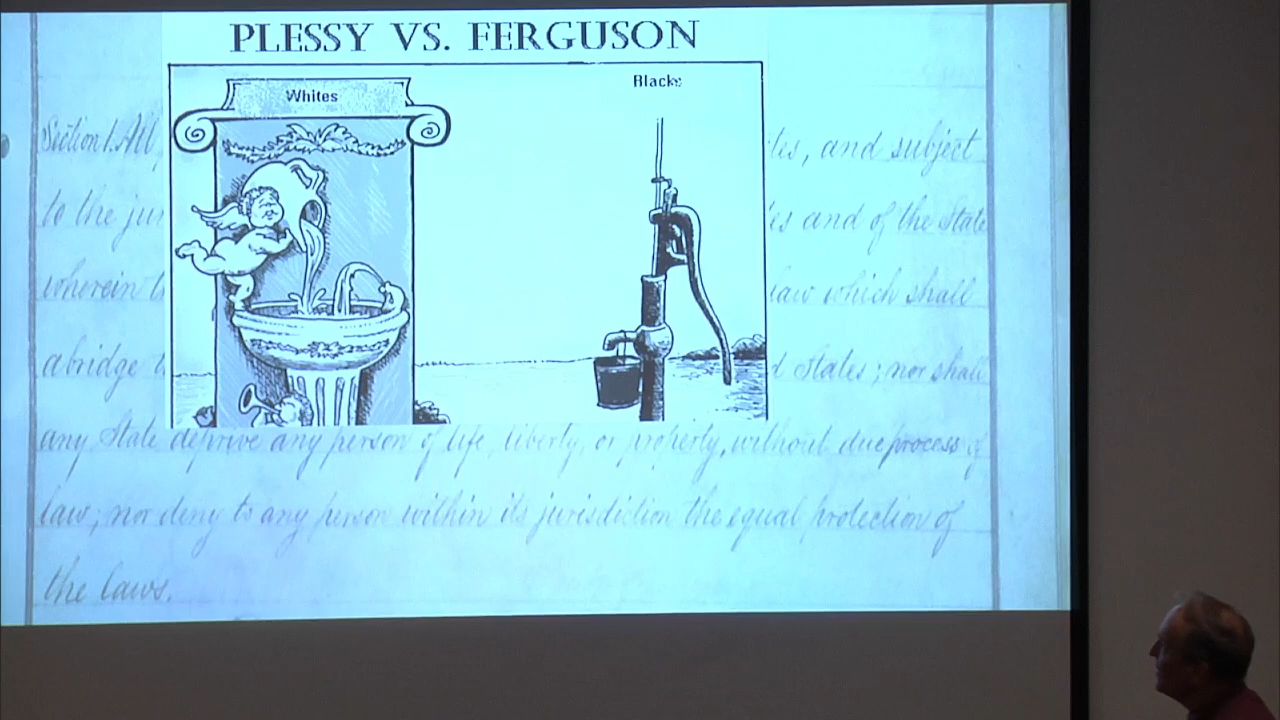 PLESSY VS. FERGUSON
Whites
Blacks
Section 1. All
and subject
to the jur
es and of the State
wherein th
law which shall
abridge
d States; nor shall
any State deprive any person of life, liberty, or property, without due process of
law; nor deny to any person within its jurisdiction the equal protection of
the laws.